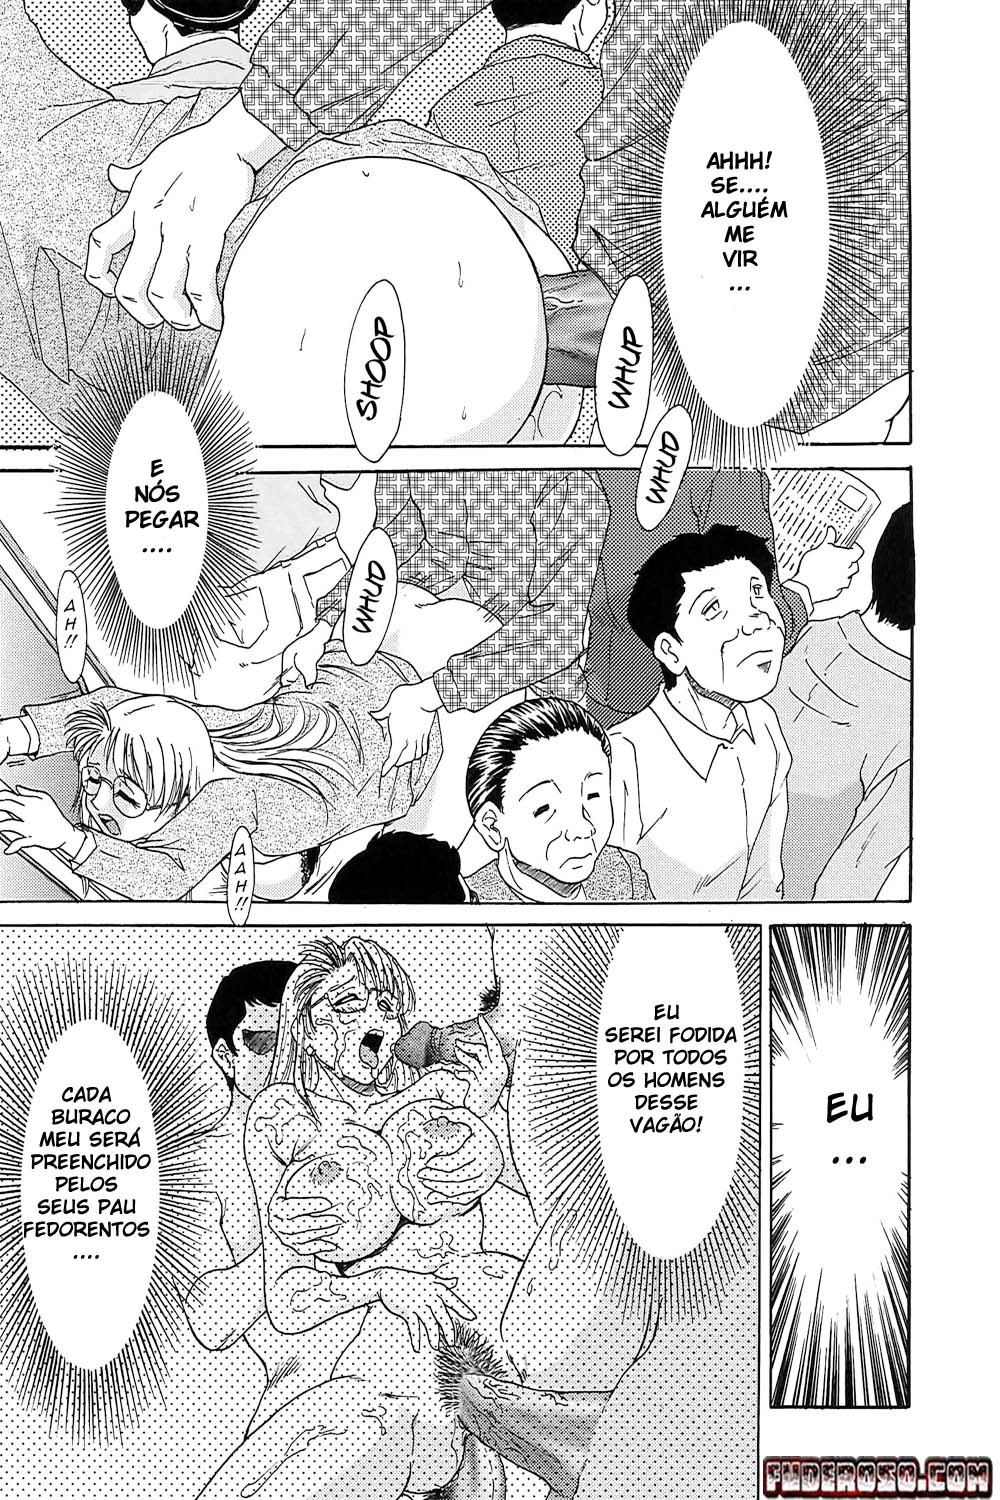 AHHH!
SE....
ALGUÉM
ME
VIR
...
SHOOP
WHUP
WHUD
E
NÓS
PEGAR
....
WHUD
AH!!
AAH!!
EU
...
EU
SEREI FODIDA
POR TODOS
OS HOMENS
DESSE
VAGÃO!
CADA
BURACO
MEU SERÁ
PREENCHIDO
PELOS
SEUS PAU
FEDORENTOS
....
FUDEROSO.COM